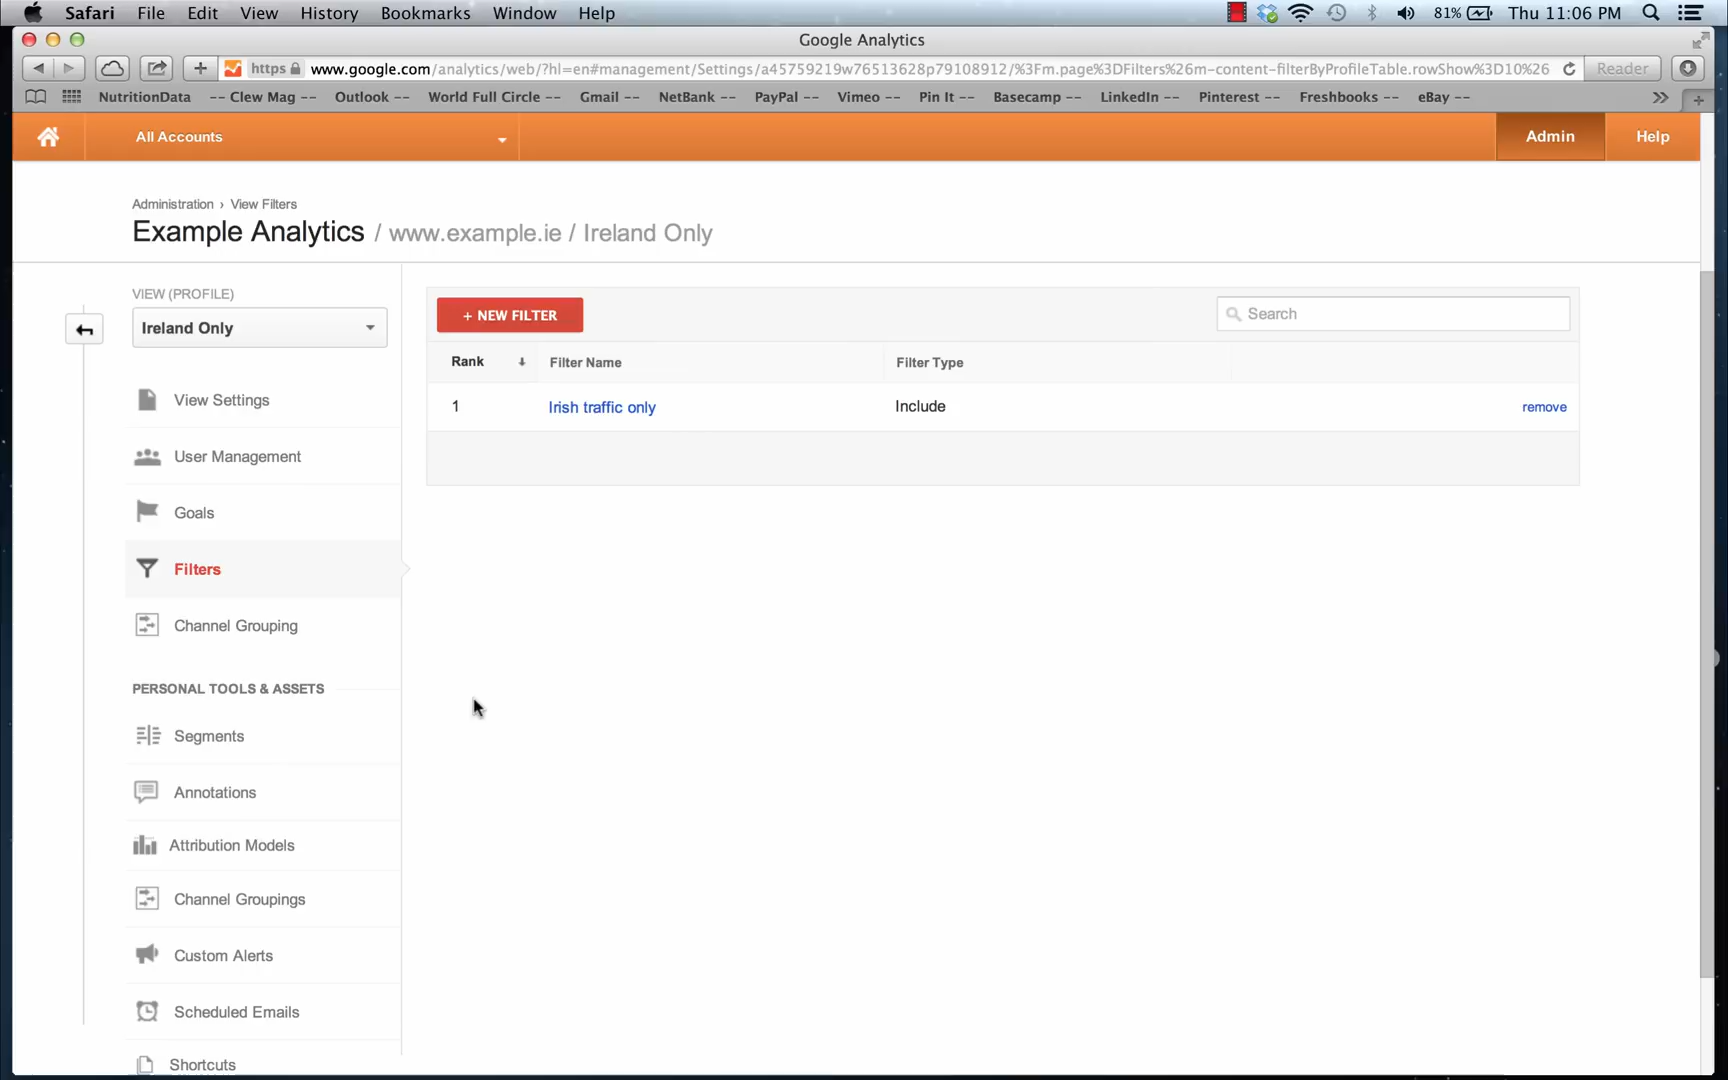 Safari File Edit View History Bookmarks Window Help 81% Thu 11:06 PM
Google Analytics
+ https www.google.com/analytics/web/?hl=en#management/Settings/a45759219w76513628p79108912/%3Fm.page%3DFilters%26m-content-filterByProfileTable.rowShow%3D10%26 Reader
NutritionData -- Clew Mag -- Outlook -- World Full Circle -- Gmail -- NetBank -- PayPal -- Vimeo -- Pin It -- Basecamp -- LinkedIn -- Pinterest -- Freshbooks -- eBay -- >> +
All Accounts Admin Help
Administration › View Filters
Example Analytics / www.example.ie / Ireland Only
VIEW (PROFILE)
Ireland Only
+ NEW FILTER Search
Rank Filter Name Filter Type
1 Irish traffic only Include remove
View Settings
User Management
Goals
Filters
Channel Grouping
PERSONAL TOOLS & ASSETS
Segments
Annotations
Attribution Models
Channel Groupings
Custom Alerts
Scheduled Emails
Shortcuts